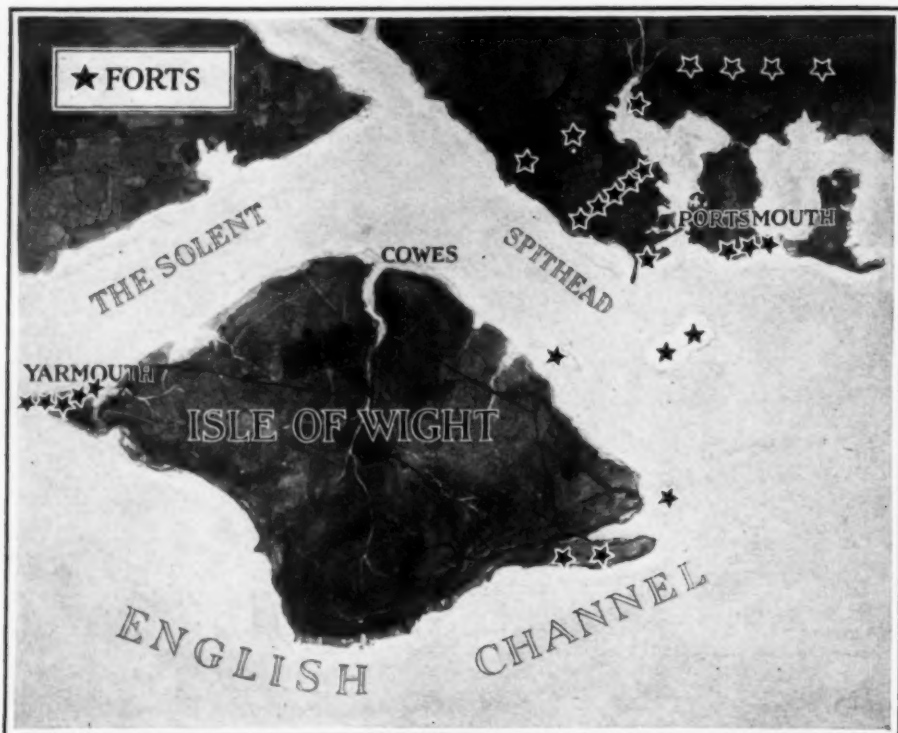 ★ FORTS
THE SOLENT
COWES
SPITHEAD
PORTSMOUTH
YARMOUTH
ISLE OF WIGHT
ENGLISH CHANNEL